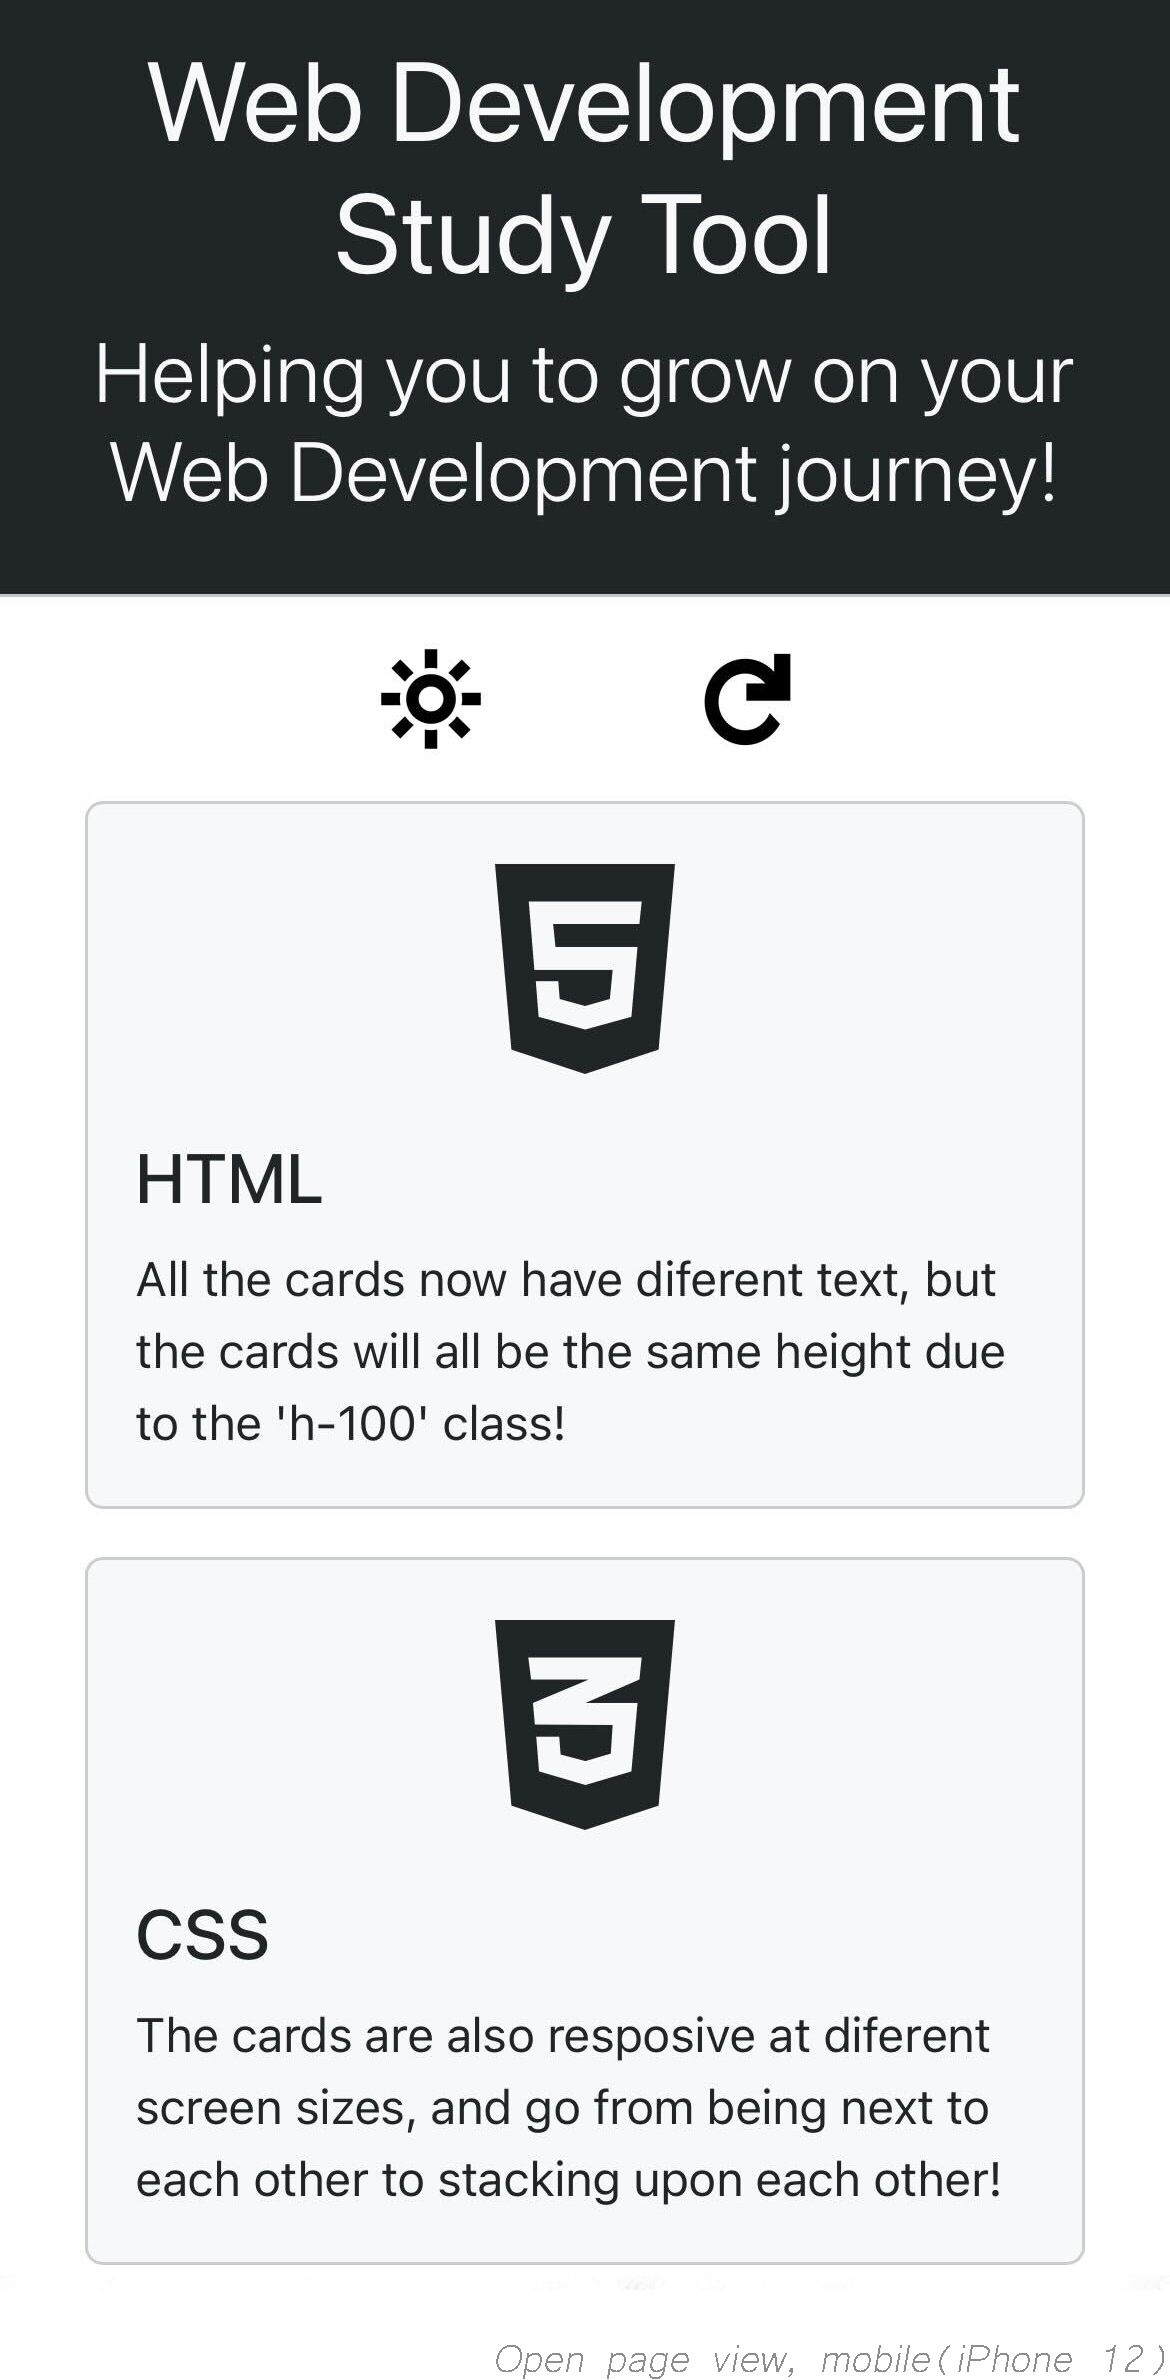 Web Development
Study Tool
Helping you to grow on your
Web Development journey!
5
HTML
All the cards now have diferent text, but
the cards will all be the same height due
to the 'h-100' class!
3
CSS
The cards are also resposive at diferent
screen sizes, and go from being next to
each other to stacking upon each other!
Open page view, mobile(iPhone 12)